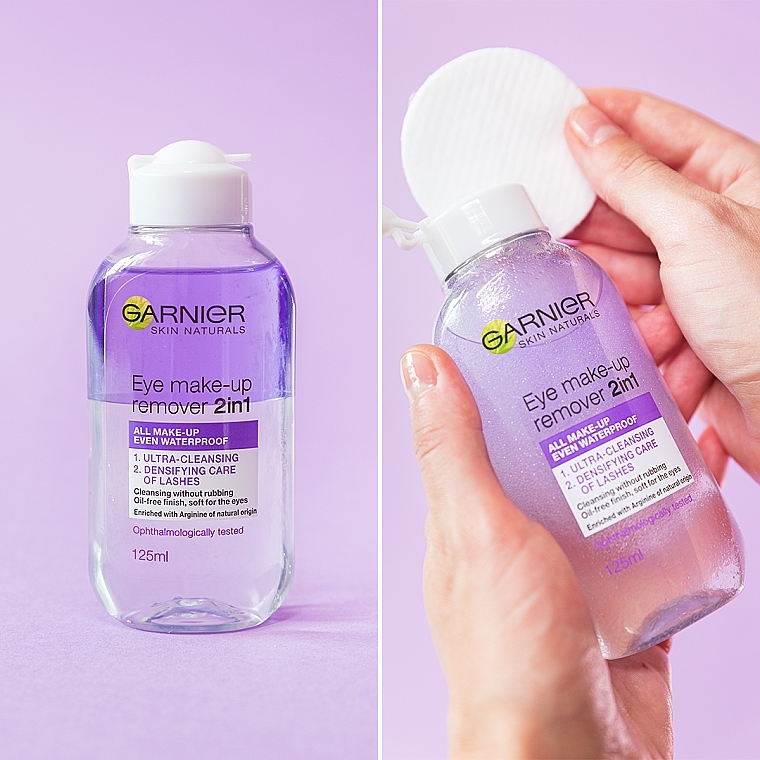 GARNIER
SKIN NATURALS
Eye make-up
remover 2in1
ALL MAKE-UP
EVEN WATERPROOF
1. ULTRA-CLEANSING
2. DENSIFYING CARE
OF LASHES
Cleansing without rubbing
Oil-free finish, soft for the eyes
Enriched with Arginine of natural origin
Ophthalmologically tested
125ml
GARNIER
SKIN NATURALS
Eye make-up
remover 2in1
ALL MAKE-UP
EVEN WATERPROOF
1. ULTRA-CLEANSING
2. DENSIFYING CARE
OF LASHES
Cleansing without rubbing
Oil-free finish, soft for the eyes
Enriched with Arginine of natural origin
Ophthalmologically tested
125ml